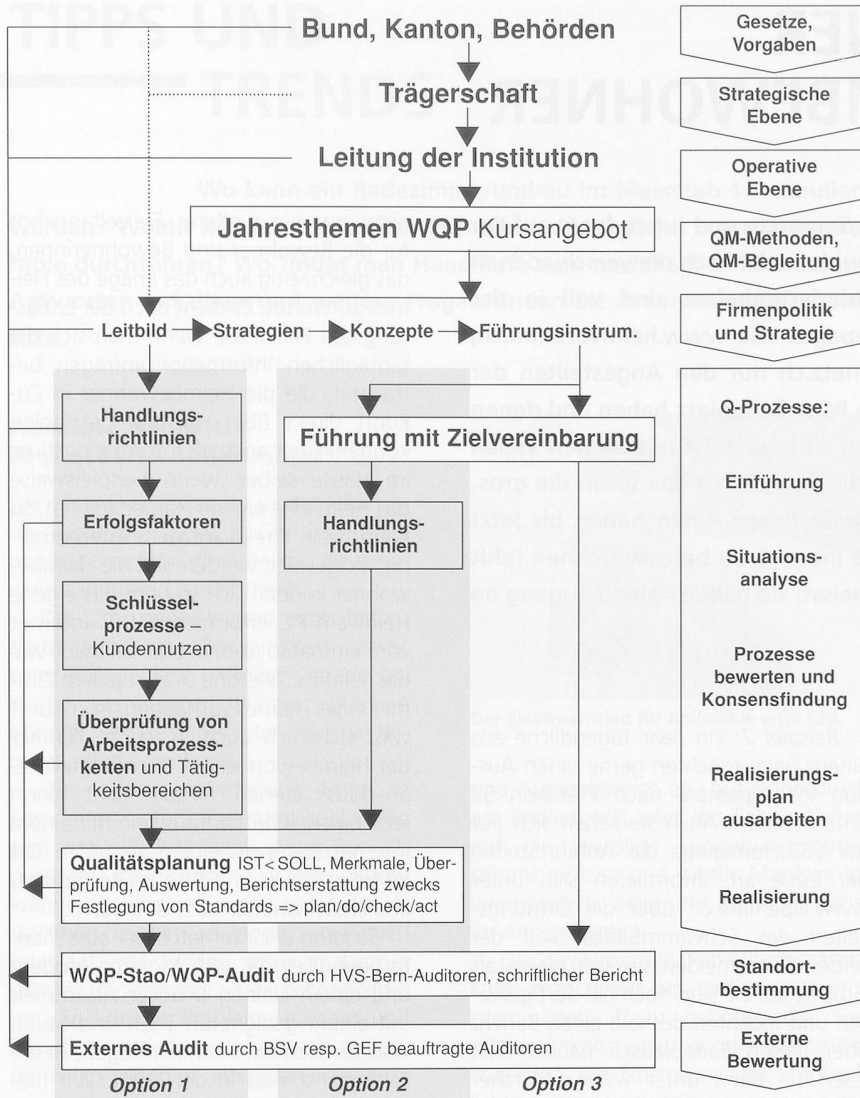 Bund, Kanton, Behörden
Trägerschaft
Leitung der Institution
Jahresthemen WQP Kursangebot
Leitbild
Strategien
Konzepte
Führungsinstrum.
Handlungs-
richtlinien
Führung mit Zielvereinbarung
Erfolgsfaktoren
Handlungs-
richtlinien
Schlüssel-
prozesse –
Kundennutzen
Überprüfung von
Arbeitsprozess-
ketten und Tätig-
keitsbereichen
Qualitätsplanung IST<SOLL, Merkmale, Über-
prüfung, Auswertung, Berichtserstattung zwecks
Festlegung von Standards –> plan/do/check/act
WQP-Stao/WQP-Audit durch HVS-Bern-Auditoren – schriftlicher Bericht
Externes Audit durch BSV resp. GEF beauftragte Auditoren
Option 1
Option 2
Option 3
Gesetze,
Vorgaben
Strategische
Ebene
Operative
Ebene
QM-Methoden,
QM-Begleitung
Firmenpolitik
und Strategie
Q-Prozesse:
Einführung
Situations-
analyse
Prozesse
bewerten und
Konsensfindung
Realisierungs-
plan
ausarbeiten
Realisierung
Standort-
bestimmung
Externe
Bewertung